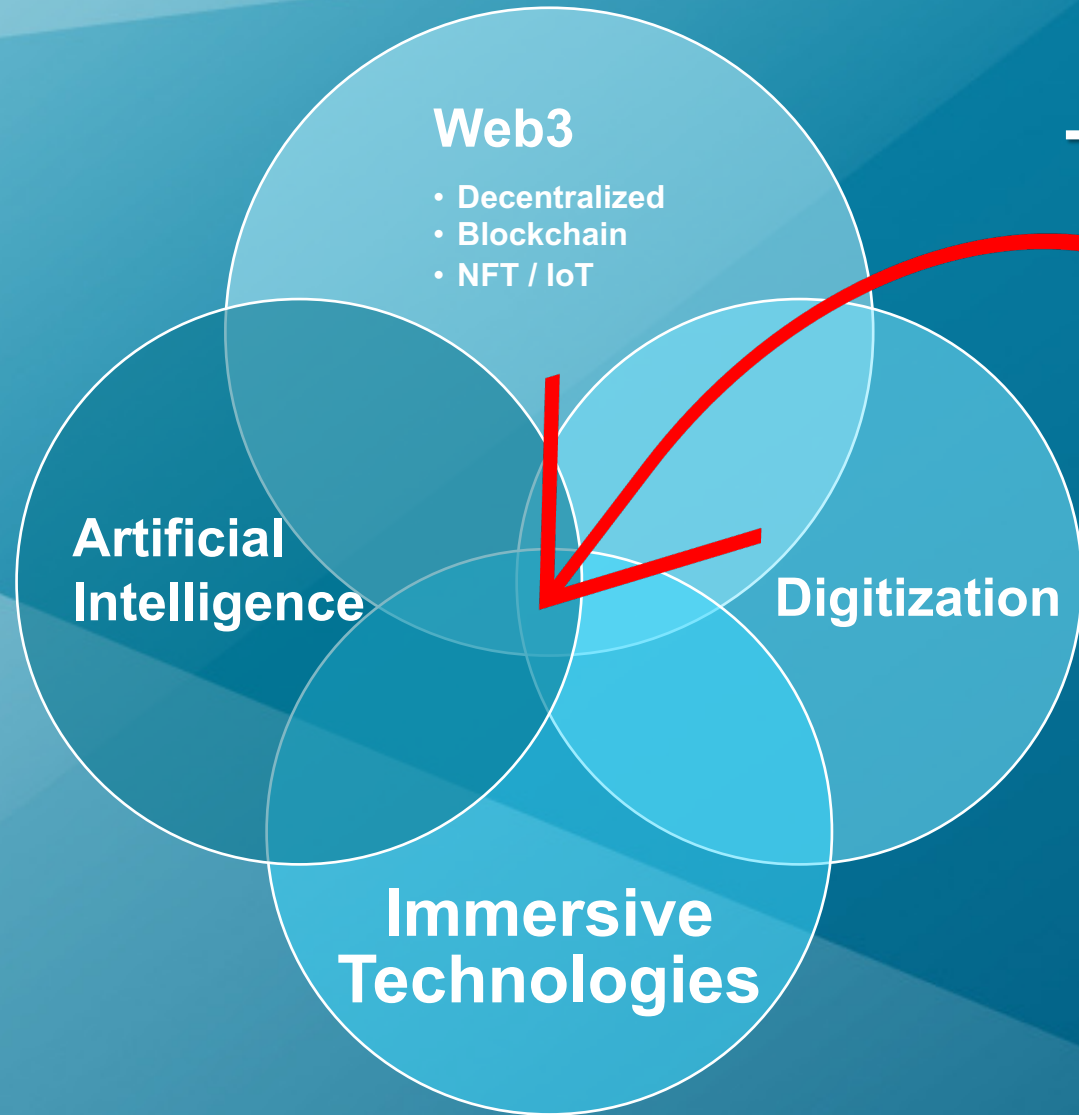 Web3
• Decentralized
• Blockchain
• NFT / IoT
Artificial
Intelligence
Digitization
Immersive
Technologies